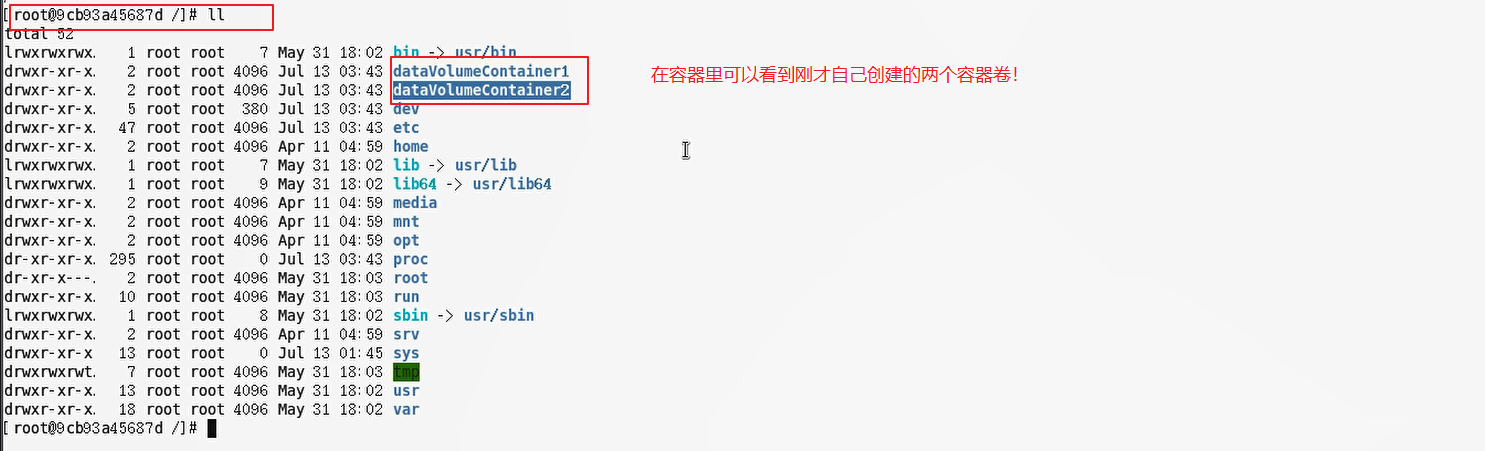 [root@9cb93a45687d /]# ll
total 52
lrwxrwxrwx.   1 root root    7 May 31 18:02 bin -> usr/bin
drwxr-xr-x.   2 root root 4096 Jul 13 03:43 dataVolumeContainer1
在容器里可以看到刚才自己创建的两个容器卷！
drwxr-xr-x.   2 root root 4096 Jul 13 03:43 dataVolumeContainer2
drwxr-xr-x.   5 root root  380 Jul 13 03:43 dev
drwxr-xr-x.  47 root root 4096 Jul 13 03:43 etc
drwxr-xr-x.   2 root root 4096 Apr 11 04:59 home
lrwxrwxrwx.   1 root root    7 May 31 18:02 lib -> usr/lib
lrwxrwxrwx.   1 root root    9 May 31 18:02 lib64 -> usr/lib64
drwxr-xr-x.   2 root root 4096 Apr 11 04:59 media
drwxr-xr-x.   2 root root 4096 Apr 11 04:59 mnt
drwxr-xr-x.   2 root root 4096 Apr 11 04:59 opt
dr-xr-xr-x. 295 root root    0 Jul 13 03:43 proc
dr-xr-x---.   2 root root 4096 May 31 18:03 root
drwxr-xr-x.  10 root root 4096 May 31 18:03 run
lrwxrwxrwx.   1 root root    8 May 31 18:02 sbin -> usr/sbin
drwxr-xr-x.   2 root root 4096 Apr 11 04:59 srv
drwxr-xr-x   13 root root    0 Jul 13 01:45 sys
drwxrwxrwt.   7 root root 4096 May 31 18:03 tmp
drwxr-xr-x.  13 root root 4096 May 31 18:02 usr
drwxr-xr-x.  18 root root 4096 May 31 18:02 var
[root@9cb93a45687d /]#